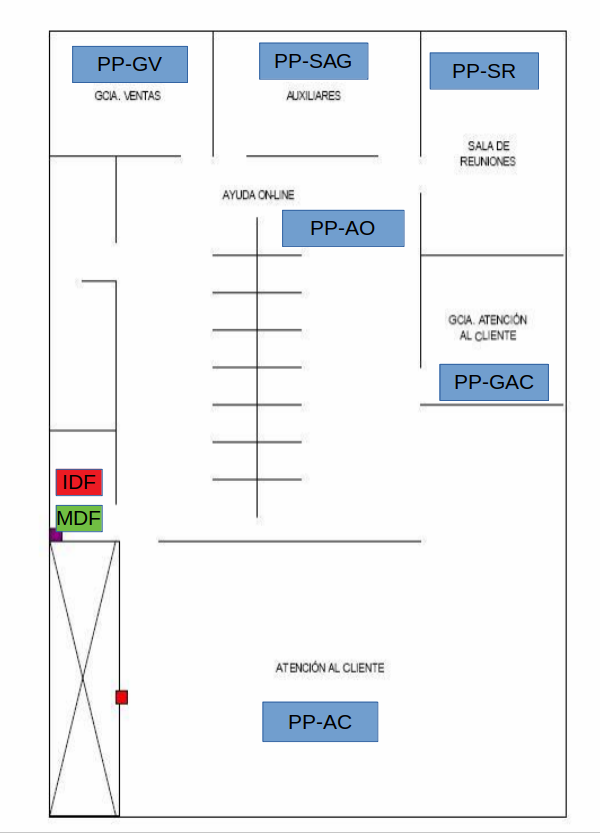 PP-GV
GCIA. VENTAS
PP-SAG
AUXILIARES
PP-SR
SALA DE
REUNIONES
AYUDA ON-LINE
PP-AO
GCIA. ATENCIÓN
AL CLIENTE
PP-GAC
IDF
MDF
ATENCIÓN AL CLIENTE
PP-AC